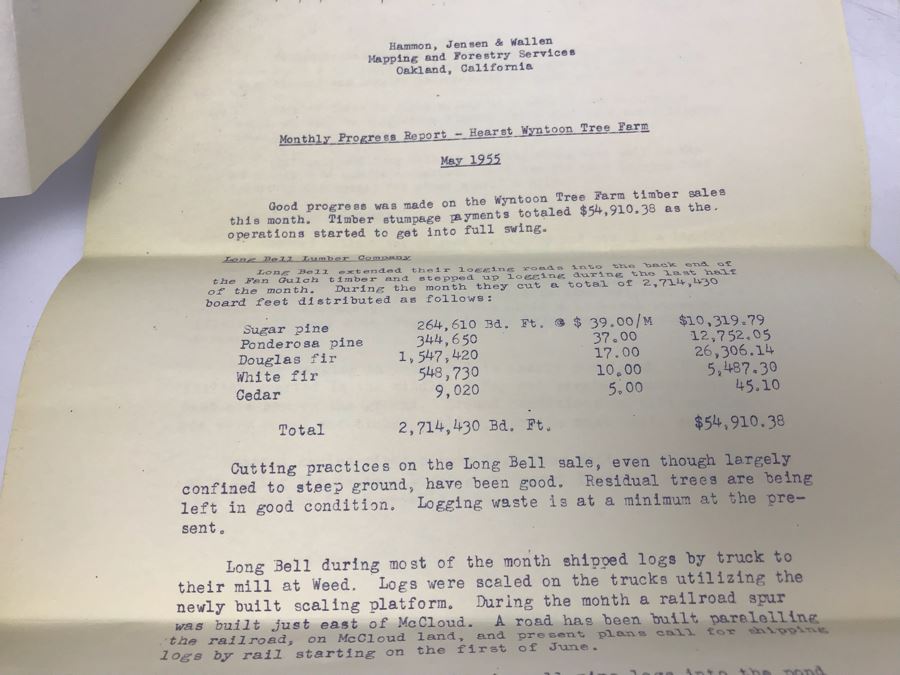 Hammon, Jensen & Wallen
Mapping and Forestry Services
Oakland, California
Monthly Progress Report - Hearst Wyntoon Tree Farm
May 1955
Good progress was made on the Wyntoon Tree Farm timber sales
this month. Timber stumpage payments totaled $54,910.38 as the.
operations started to get into full swing.
Long Bell Lumber Company
Long Bell extended their logging roads into the back end of
the Fan Gulch timber and stepped up logging during the last half
of the month. During the month they cut a total of 2,714,430
board feet distributed as follows:
Sugar pine 264,610 Bd. Ft. @ $ 39.00/M $10,319.79
Ponderosa pine 344,650 37.00 12,752.05
Douglas fir 1,547,420 17.00 26,306.14
White fir 548,730 10.00 5,487.30
Cedar 9,020 5.00 45.10
Total 2,714,430 Bd. Ft. $54,910.38
Cutting practices on the Long Bell sale, even though largely
confined to steep ground, have been good. Residual trees are being
left in good condition. Logging waste is at a minimum at the pre-
sent.
Long Bell during most of the month shipped logs by truck to
their mill at Weed. Logs were scaled on the trucks utilizing the
newly built scaling platform. During the month a railroad spur
was built just east of McCloud. A road has been built paralelling
the railroad, on McCloud land, and present plans call for shipping
logs by rail starting on the first of June.
logs into the pond